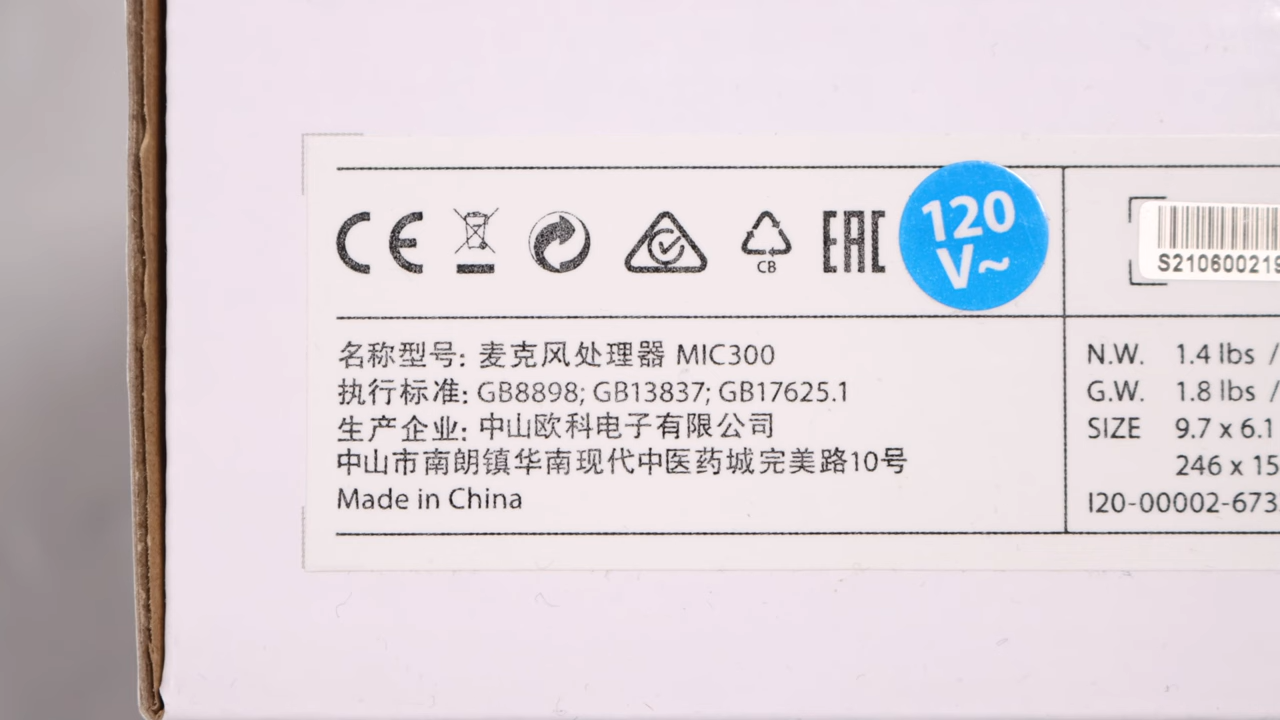 CE
CB
EAC
120
V~
名称型号: 麦克风处理器 MIC300
执行标准: GB8898; GB13837; GB17625.1
生产企业: 中山欧科电子有限公司
中山市南朗镇华南现代中医药城完美路10号
Made in China
S210600219
N.W. 1.4 lbs /
G.W. 1.8 lbs /
SIZE 9.7 x 6.1
246 x 15
I20-00002-673